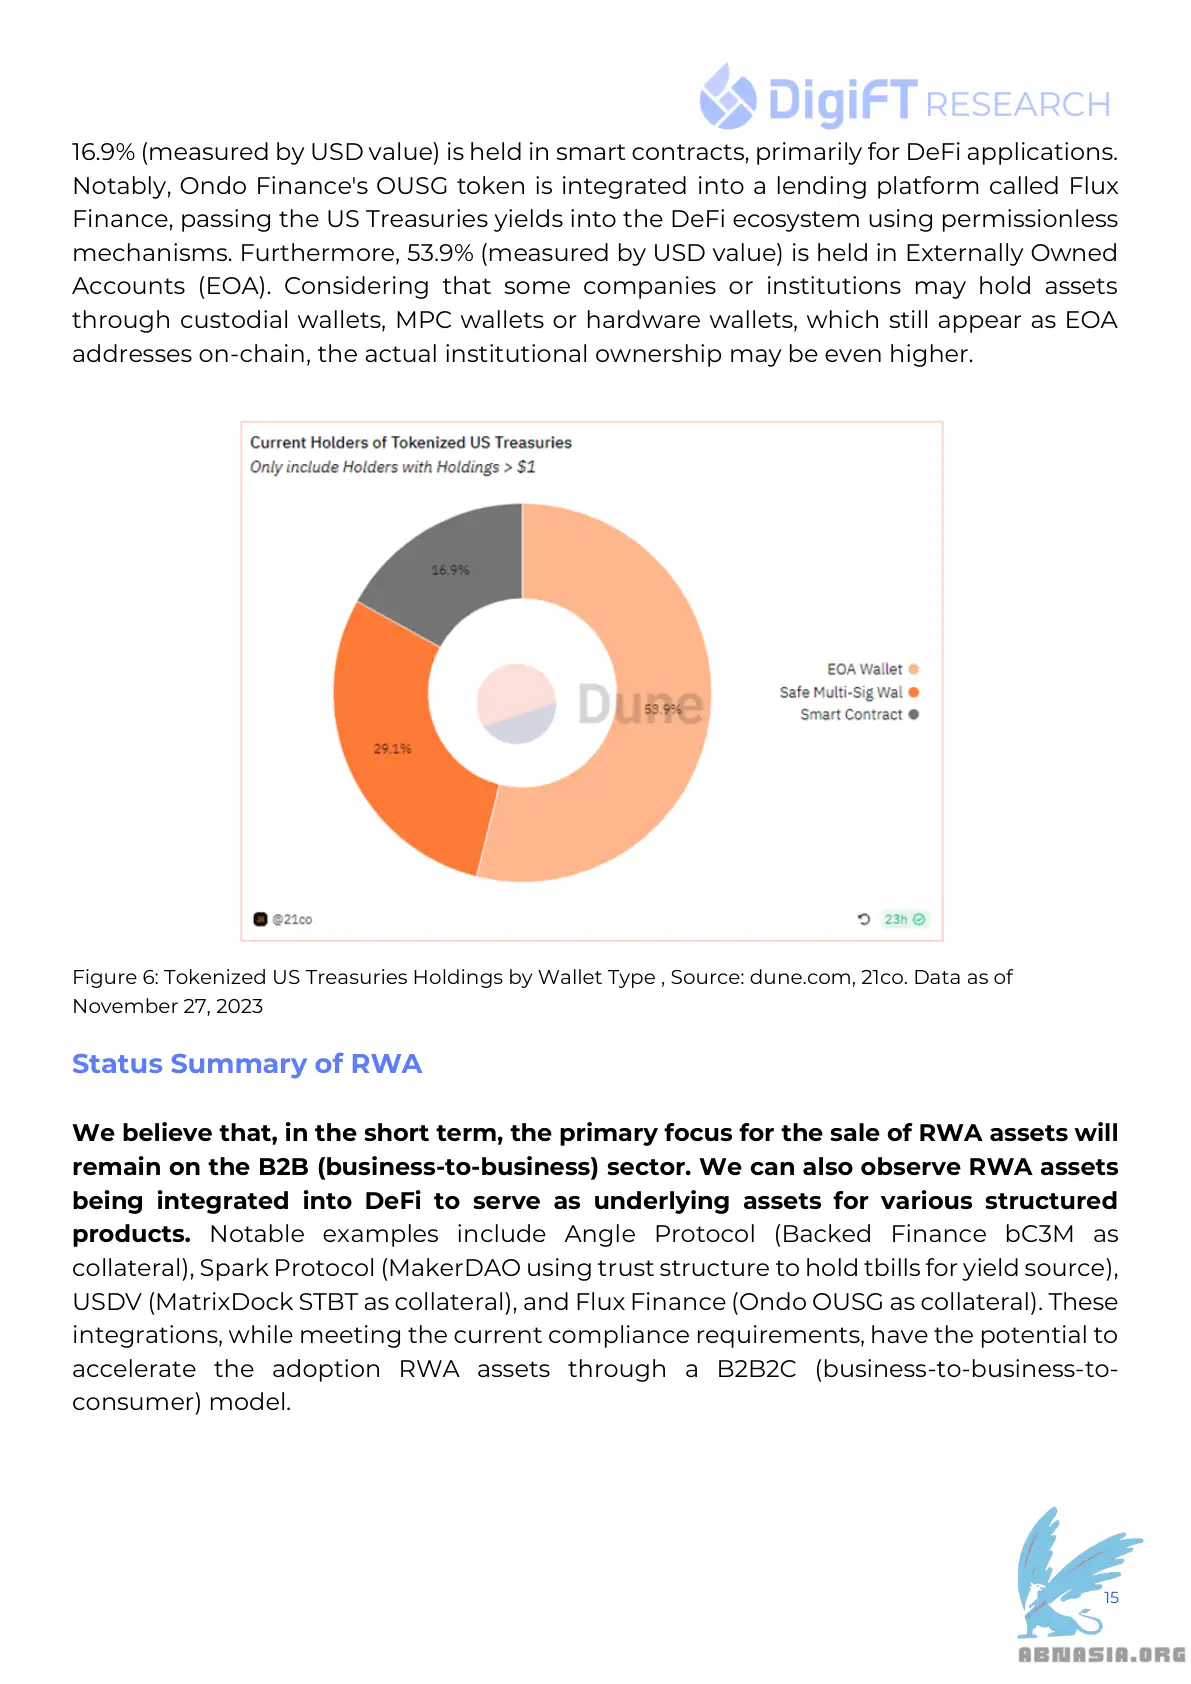 DigiFT RESEARCH
16.9% (measured by USD value) is held in smart contracts, primarily for DeFi applications.
Notably, Ondo Finance's OUSG token is integrated into a lending platform called Flux
Finance, passing the US Treasuries yields into the DeFi ecosystem using permissionless
mechanisms. Furthermore, 53.9% (measured by USD value) is held in Externally Owned
Accounts (EOA). Considering that some companies or institutions may hold assets
through custodial wallets, MPC wallets or hardware wallets, which still appear as EOA
addresses on-chain, the actual institutional ownership may be even higher.
Current Holders of Tokenized US Treasuries
Only include Holders with Holdings > $1
16.9%
EOA Wallet
Safe Multi-Sig Wal
Smart Contract
Dune
53.9%
29.1%
@21co
23h
Figure 6: Tokenized US Treasuries Holdings by Wallet Type , Source: dune.com, 21co. Data as of
November 27, 2023
Status Summary of RWA
We believe that, in the short term, the primary focus for the sale of RWA assets will
remain on the B2B (business-to-business) sector. We can also observe RWA assets
being integrated into DeFi to serve as underlying assets for various structured
products. Notable examples include Angle Protocol (Backed Finance bC3M as
collateral), Spark Protocol (MakerDAO using trust structure to hold tbills for yield source),
USDV (MatrixDock STBT as collateral), and Flux Finance (Ondo OUSG as collateral). These
integrations, while meeting the current compliance requirements, have the potential to
accelerate the adoption RWA assets through a B2B2C (business-to-business-to-
consumer) model.
15
ABNASIA.ORG